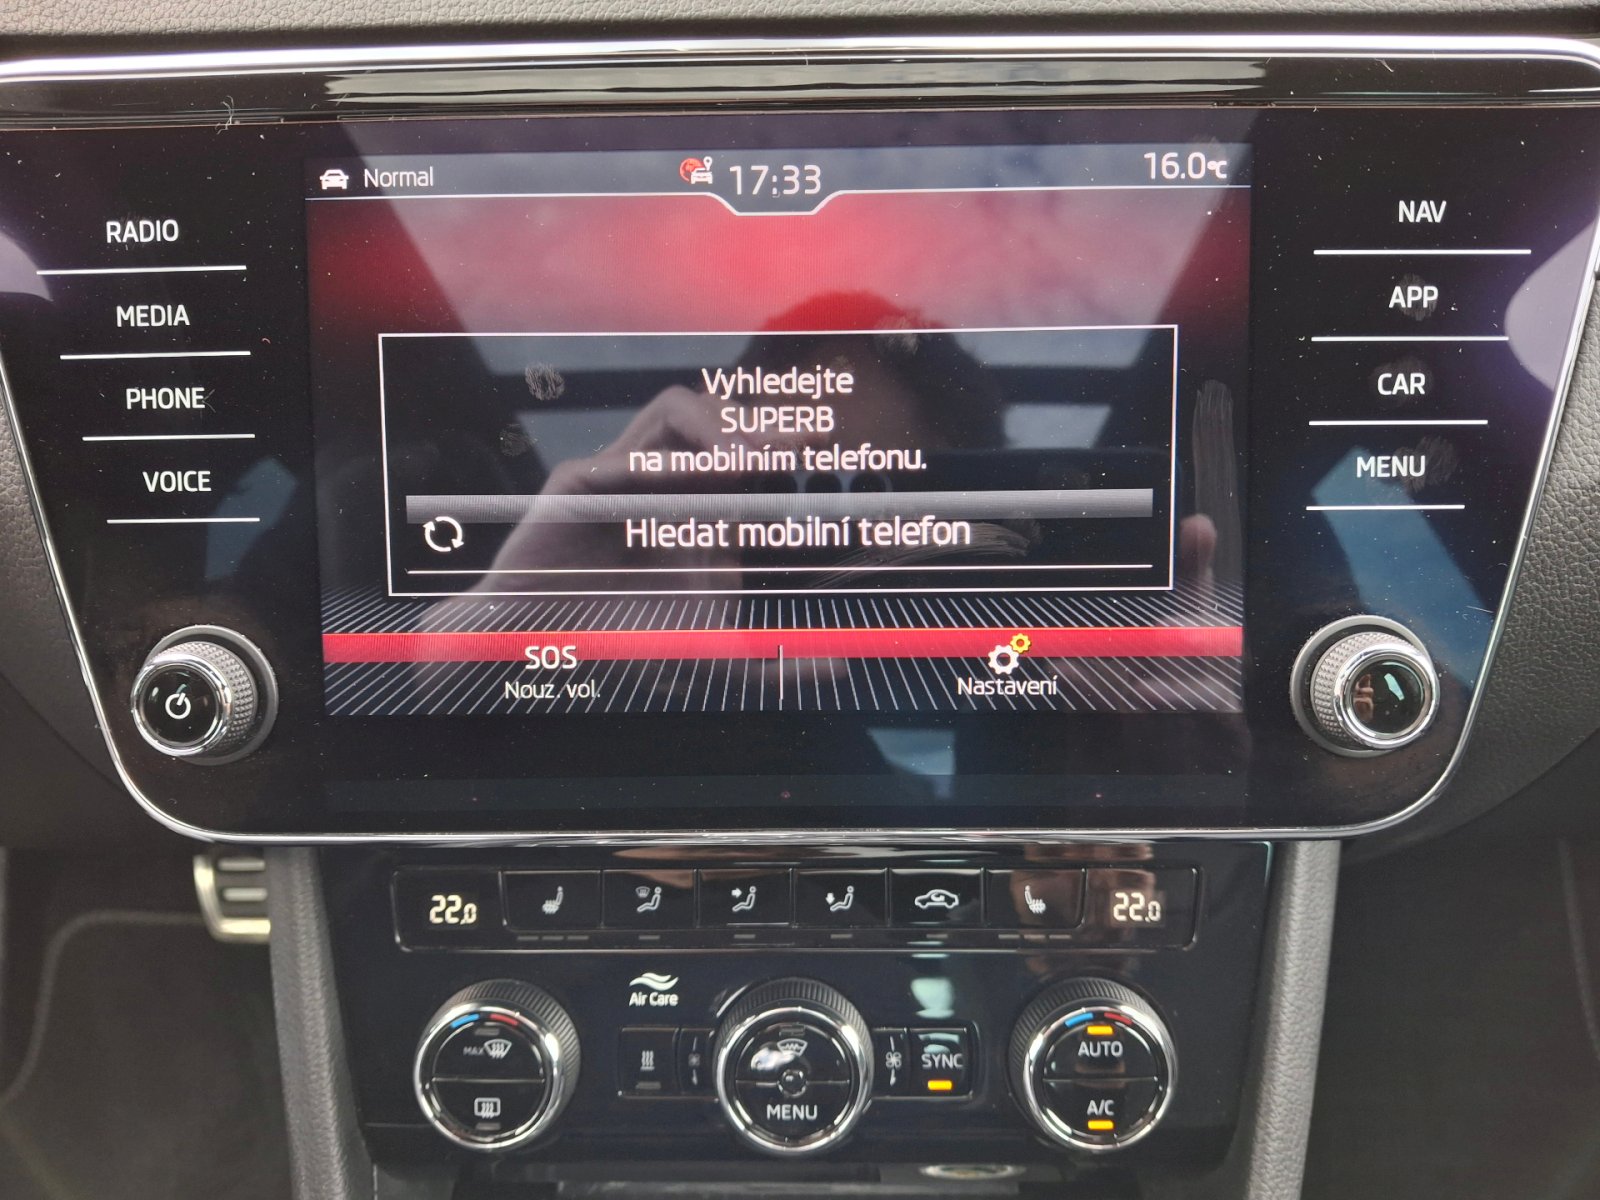 Normal
17:33
16.0°C
RADIO
MEDIA
PHONE
VOICE
NAV
APP
CAR
MENU
Vyhledejte
SUPERB
na mobilním telefonu.
Hledat mobilní telefon
SOS
Nouz. vol.
Nastavení
22.0
22.0
Air Care
MAX
SYNC
AUTO
MENU
A/C